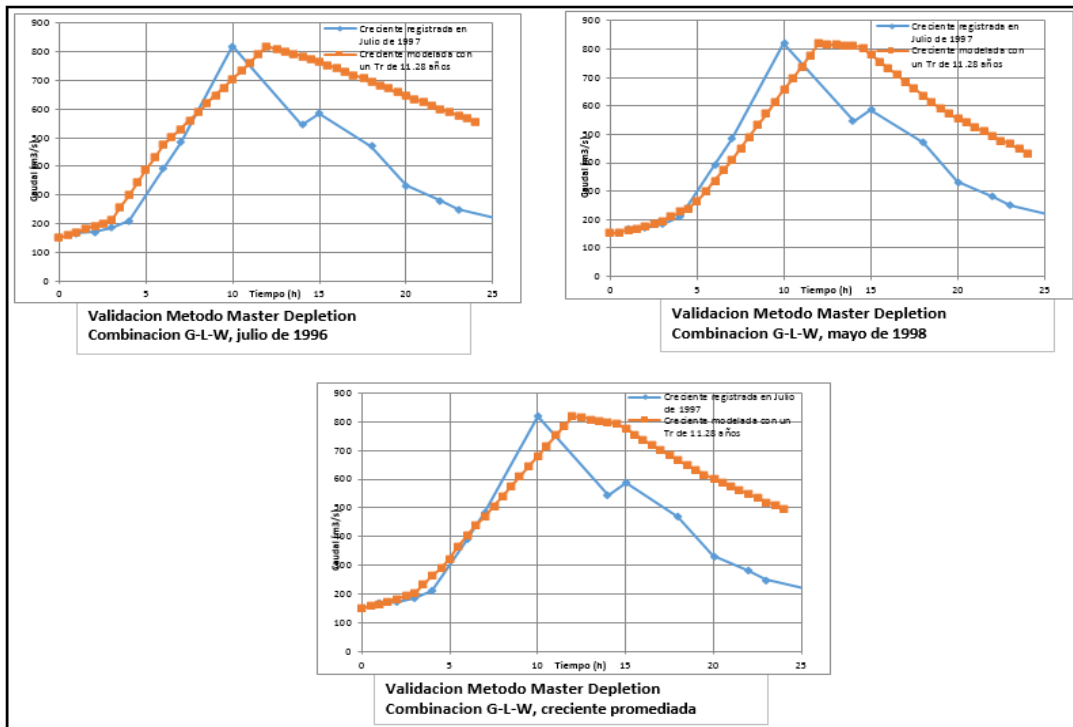 900
800
700
600
500
400
300
200
100
0
Caudal (m3/s)
Creciente registrada en
Julio de 1997
Creciente modelada con
un Tr de 11.28 años
0
5
10
15
20
25
Tiempo (h)
Validacion Metodo Master Depletion
Combinacion G-L-W, julio de 1996
900
800
700
600
500
400
300
200
100
0
Caudal (m3/s)
Creciente registrada en
Julio de 1997
Creciente modelada con
un Tr de 11.28 años
0
5
10
15
20
25
Tiempo (h)
Validacion Metodo Master Depletion
Combinacion G-L-W, mayo de 1998
900
800
700
600
500
400
300
200
100
0
Caudal (m3/s)
Creciente registrada en Julio
de 1997
Creciente modelada con un
Tr de 11.28 años
0
5
10
15
20
25
Tiempo (h)
Validacion Metodo Master Depletion
Combinacion G-L-W, creciente promediada